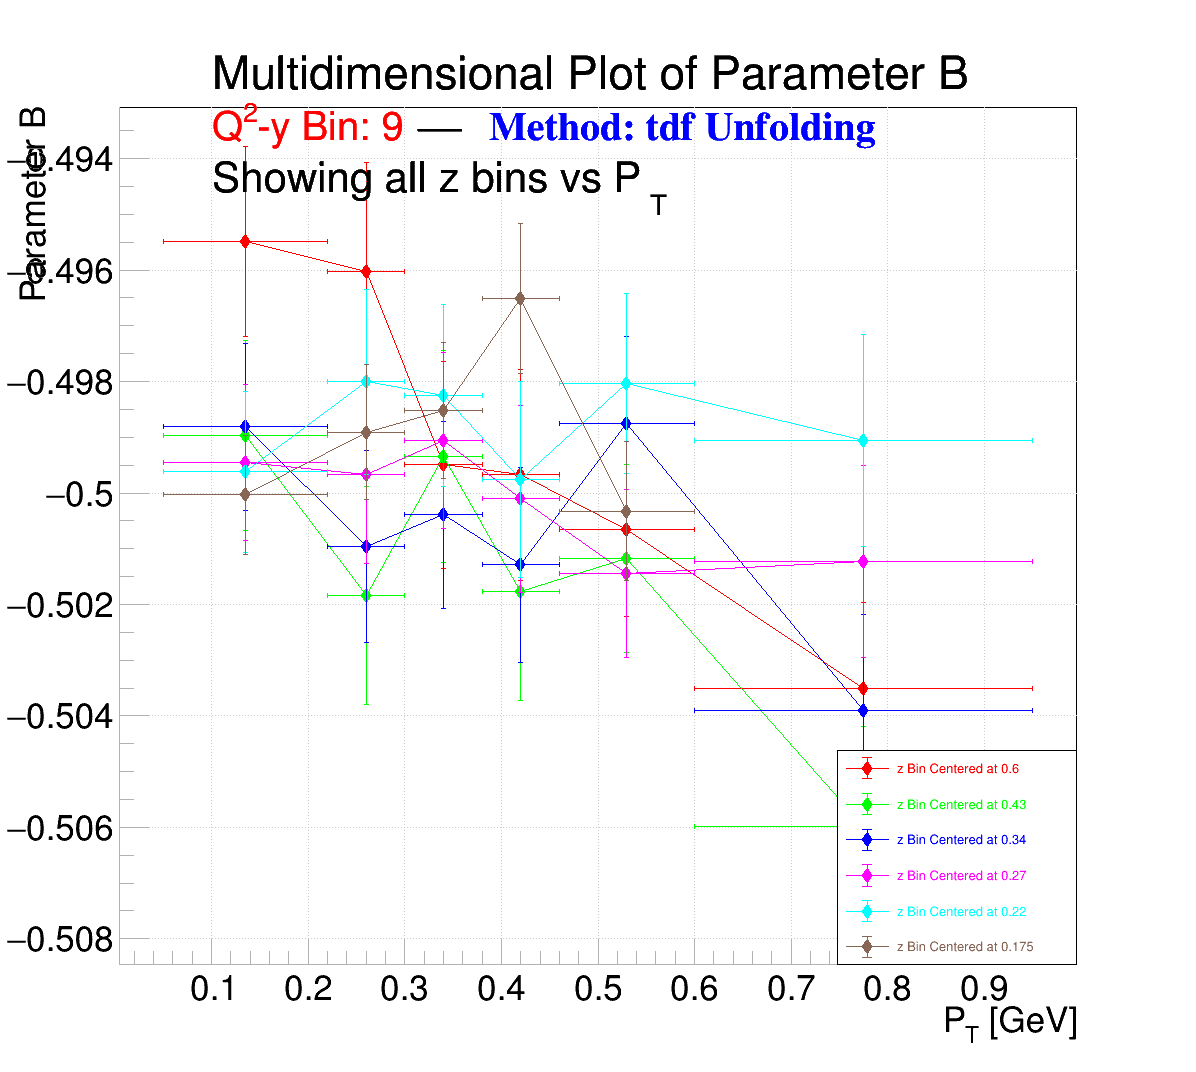 Multidimensional Plot of Parameter B
Q²-y Bin: 9 — Method: tdf Unfolding
Showing all z bins vs P_T
Parameter B
−0.494
−0.496
−0.498
−0.5
−0.502
−0.504
−0.506
−0.508
z Bin Centered at 0.6
z Bin Centered at 0.43
z Bin Centered at 0.34
z Bin Centered at 0.27
z Bin Centered at 0.22
z Bin Centered at 0.175
0.1 0.2 0.3 0.4 0.5 0.6 0.7 0.8 0.9
P_T [GeV]